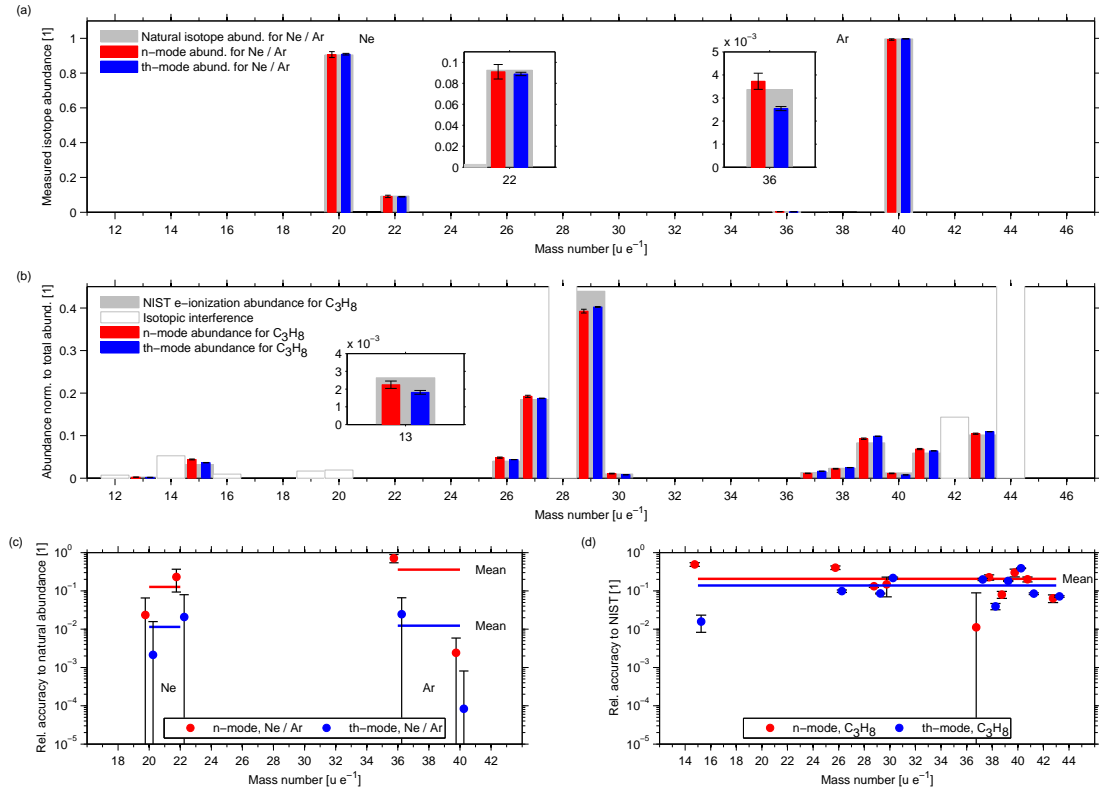 (a)
Measured isotope abundance [1]
1
0.8
0.6
0.4
0.2
0
Natural isotope abund. for Ne / Ar
n−mode abund. for Ne / Ar
th−mode abund. for Ne / Ar
Ne
Ar
0.1
0.08
0.06
0.04
0.02
0
22
x 10⁻³
5
4
3
2
1
0
36
12 14 16 18 20 22 24 26 28 30 32 34 36 38 40 42 44 46
Mass number [u e⁻¹]
(b)
Abundance norm. to total abund. [1]
0.4
0.3
0.2
0.1
0
NIST e−ionization abundance for C₃H₈
Isotopic interference
n−mode abundance for C₃H₈
th−mode abundance for C₃H₈
x 10⁻³
4
3
2
1
0
13
12 14 16 18 20 22 24 26 28 30 32 34 36 38 40 42 44 46
Mass number [u e⁻¹]
(c)
Rel. accuracy to natural abundance [1]
10⁰
10⁻¹
10⁻²
10⁻³
10⁻⁴
10⁻⁵
Mean
Mean
Ne
Ar
n−mode, Ne / Ar
th−mode, Ne / Ar
18 20 22 24 26 28 30 32 34 36 38 40 42
Mass number [u e⁻¹]
(d)
Rel. accuracy to NIST [1]
10⁰
10⁻¹
10⁻²
10⁻³
10⁻⁴
10⁻⁵
Mean
n−mode, C₃H₈
th−mode, C₃H₈
14 16 18 20 22 24 26 28 30 32 34 36 38 40 42 44
Mass number [u e⁻¹]